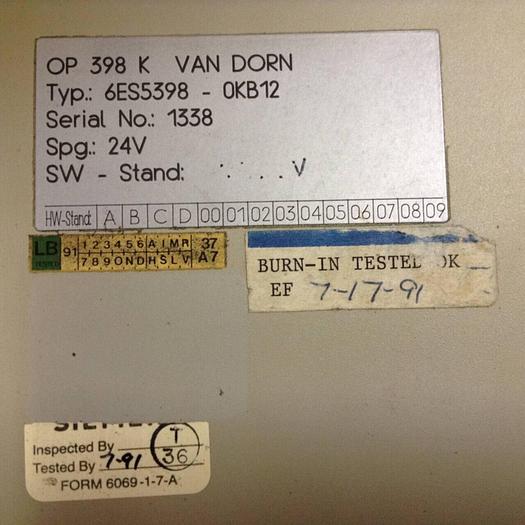 OP 398 K VAN DORN
Typ.: 6ES5398 - 0KB12
Serial No.: 1338
Spg.: 24V
SW - Stand: V
HW-Stand: A B C D 00 01 02 03 04 05 06 07 08 09
LB 91 1 2 3 4 5 6 A J M R 37
TESTED 7 8 9 O N D H S L V A7
BURN-IN TESTED OK
EF 7-17-91
Inspected By T
Tested By 7-91 36
FORM 6069-1-7-A